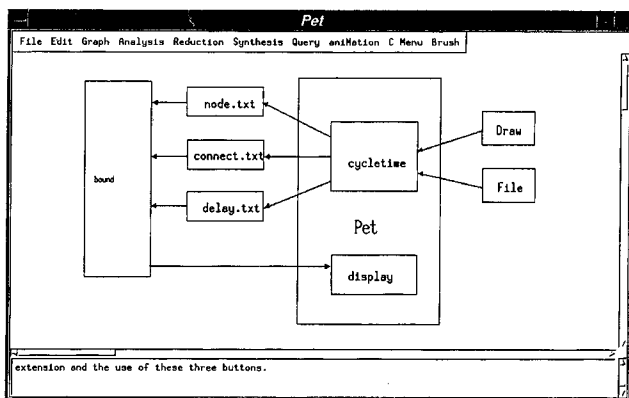 Pet
File Edit Graph Analysis Reduction Synthesis Query aniMation C Menu Brush
node.txt
Draw
connect.txt
cycletime
bound
File
delay.txt
Pet
display
extension and the use of these three buttons.